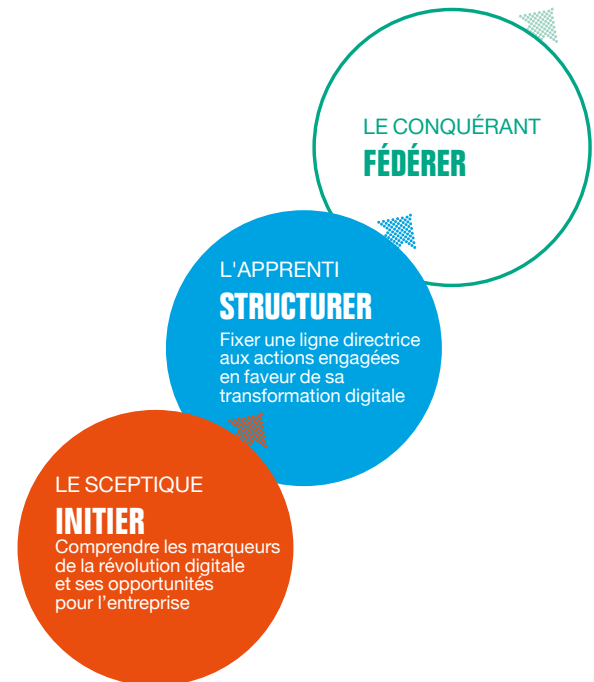 LE CONQUÉRANT
FÉDÉRER
L'APPRENTI
STRUCTURER
Fixer une ligne directrice
aux actions engagées
en faveur de sa
transformation digitale
LE SCEPTIQUE
INITIER
Comprendre les marqueurs
de la révolution digitale
et ses opportunités
pour l’entreprise